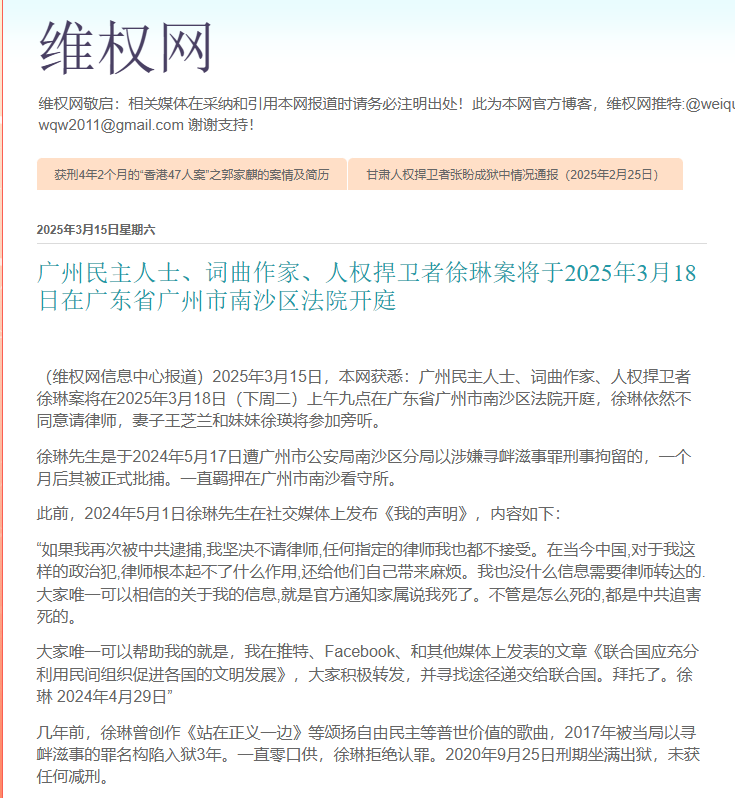 维权网
维权网敬启：相关媒体在采纳和引用本网报道时请务必注明出处！此为本网官方博客，维权网推特:@weiqu
wqw2011@gmail.com 谢谢支持！
获刑4年2个月的“香港47人案”之郭家麒的案情及简历
甘肃人权捍卫者张盼成狱中情况通报（2025年2月25日）
2025年3月15日星期六
广州民主人士、词曲作家、人权捍卫者徐琳案将于2025年3月18
日在广东省广州市南沙区法院开庭
（维权网信息中心报道）2025年3月15日，本网获悉：广州民主人士、词曲作家、人权捍卫者
徐琳案将在2025年3月18日（下周二）上午九点在广东省广州市南沙区法院开庭，徐琳依然不
同意请律师，妻子王芝兰和妹妹徐瑛将参加旁听。
徐琳先生是于2024年5月17日遭广州市公安局南沙区分局以涉嫌寻衅滋事罪刑事拘留的，一个
月后其被正式批捕。一直羁押在广州市南沙看守所。
此前，2024年5月1日徐琳先生在社交媒体上发布《我的声明》，内容如下：
“如果我再次被中共逮捕,我坚决不请律师,任何指定的律师我也都不接受。在当今中国,对于我这
样的政治犯,律师根本起不了什么作用,还给他们自己带来麻烦。我也没什么信息需要律师转达的.
大家唯一可以相信的关于我的信息,就是官方通知家属说我死了。不管是怎么死的,都是中共追害
死的。
大家唯一可以帮助我的就是，我在推特、Facebook、和其他媒体上发表的文章《联合国应充分
利用民间组织促进各国的文明发展》，大家积极转发，并寻找途径递交给联合国。拜托了。徐
琳 2024年4月29日”
几年前，徐琳曾创作《站在正义一边》等颂扬自由民主等普世价值的歌曲，2017年被当局以寻
衅滋事的罪名构陷入狱3年。一直零口供，徐琳拒绝认罪。2020年9月25日刑期坐满出狱，未获
任何减刑。